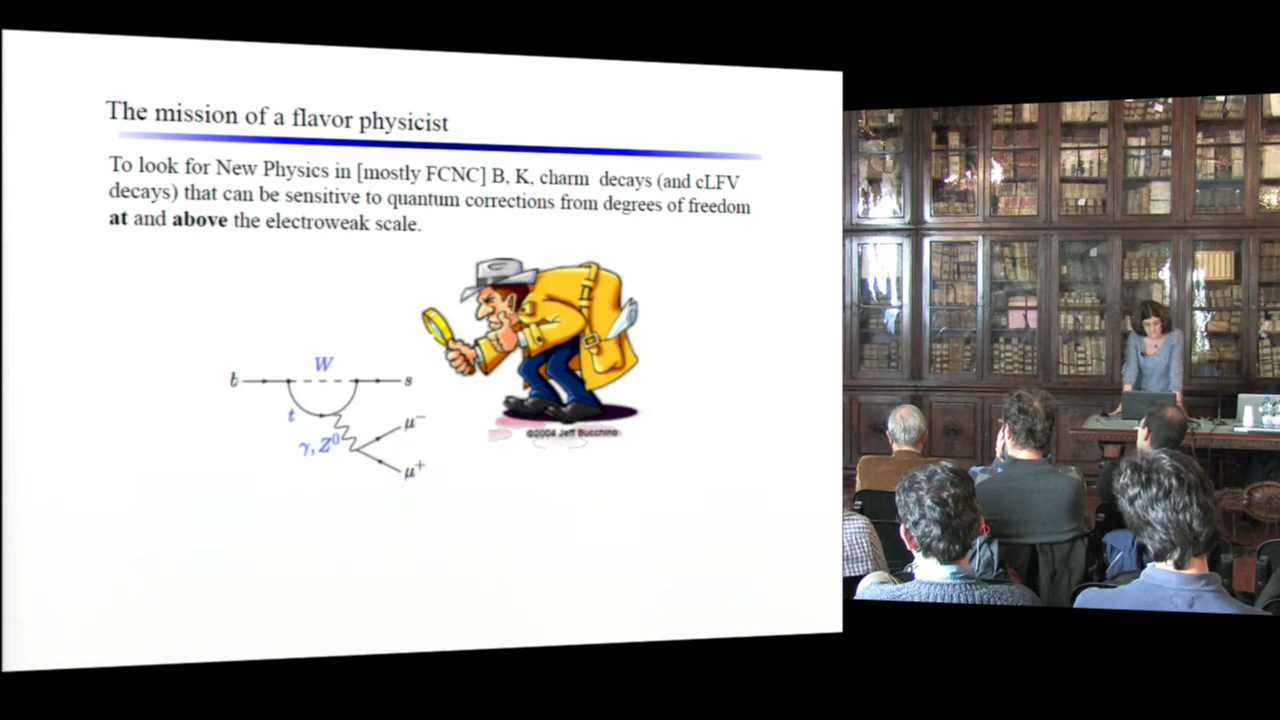 The mission of a flavor physicist
To look for New Physics in [mostly FCNC] B, K, charm decays (and cLFV
decays) that can be sensitive to quantum corrections from degrees of freedom
at and above the electroweak scale.
W
b
s
t
μ⁻
γ, Z⁰
μ⁺
©2004 Jeff Bucchino